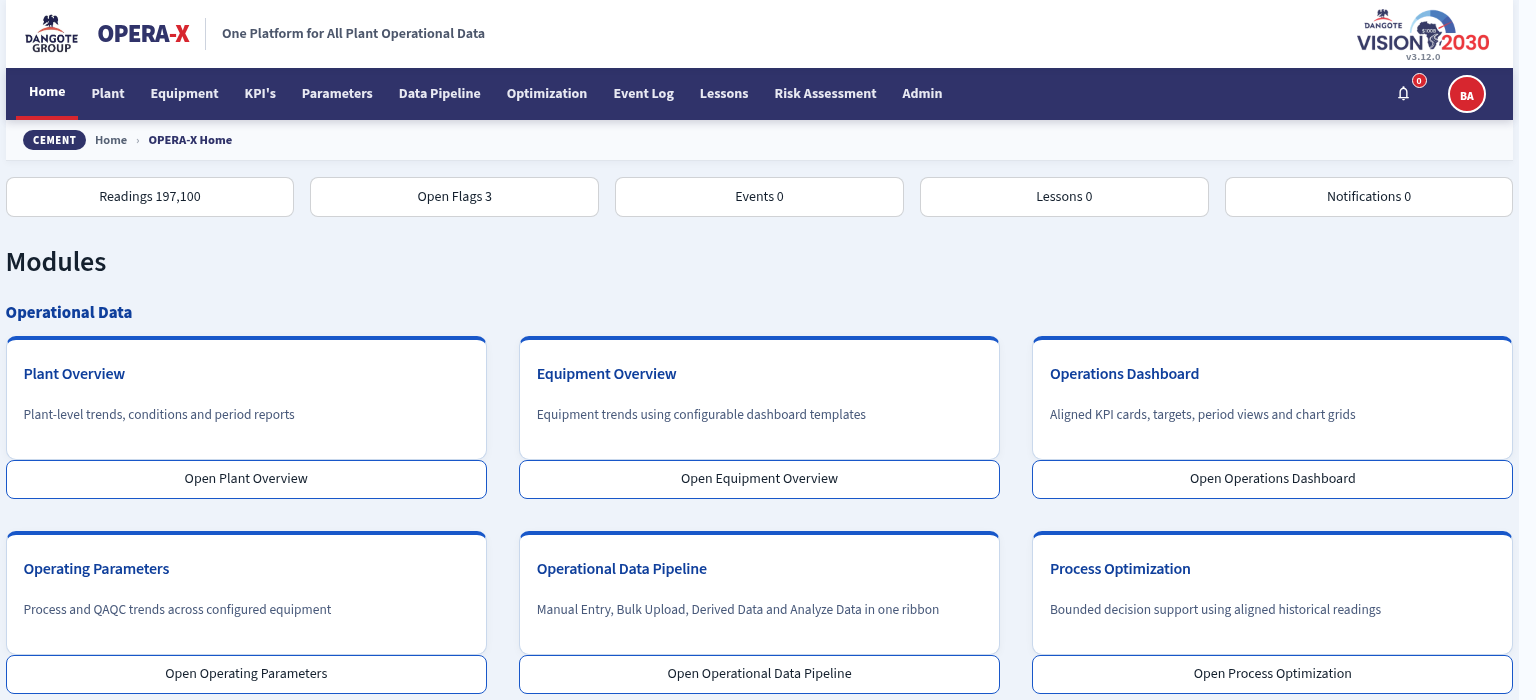 DANGOTE
GROUP
OPERA-X
One Platform for All Plant Operational Data
DANGOTE
VISION 2030
v3.12.0
Home Plant Equipment KPI's Parameters Data Pipeline Optimization Event Log Lessons Risk Assessment Admin 0 BA
CEMENT Home › OPERA-X Home
Readings 197,100 Open Flags 3 Events 0 Lessons 0 Notifications 0
Modules
Operational Data
Plant Overview Equipment Overview Operations Dashboard
Plant-level trends, conditions and period reports Equipment trends using configurable dashboard templates Aligned KPI cards, targets, period views and chart grids
Open Plant Overview Open Equipment Overview Open Operations Dashboard
Operating Parameters Operational Data Pipeline Process Optimization
Process and QAQC trends across configured equipment Manual Entry, Bulk Upload, Derived Data and Analyze Data in one ribbon Bounded decision support using aligned historical readings
Open Operating Parameters Open Operational Data Pipeline Open Process Optimization